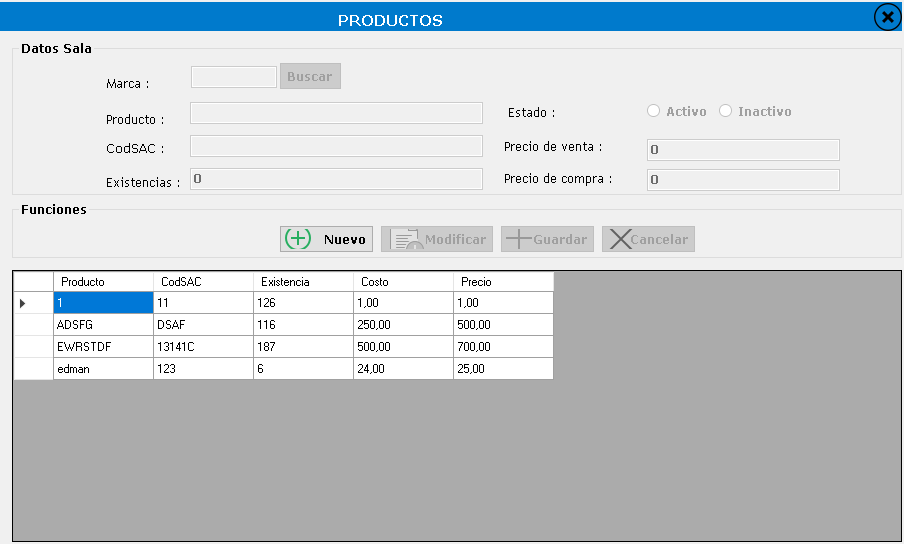 PRODUCTOS
Datos Sala
Marca :
Buscar
Producto :
Estado :
Activo
Inactivo
CodSAC :
Precio de venta :
0
Existencias :
0
Precio de compra :
0
Funciones
Nuevo
Modificar
Guardar
Cancelar
Producto CodSAC Existencia Costo Precio
1 11 126 1,00 1,00
ADSFG DSAF 116 250,00 500,00
EWRSTDF 13141C 187 500,00 700,00
edman 123 6 24,00 25,00